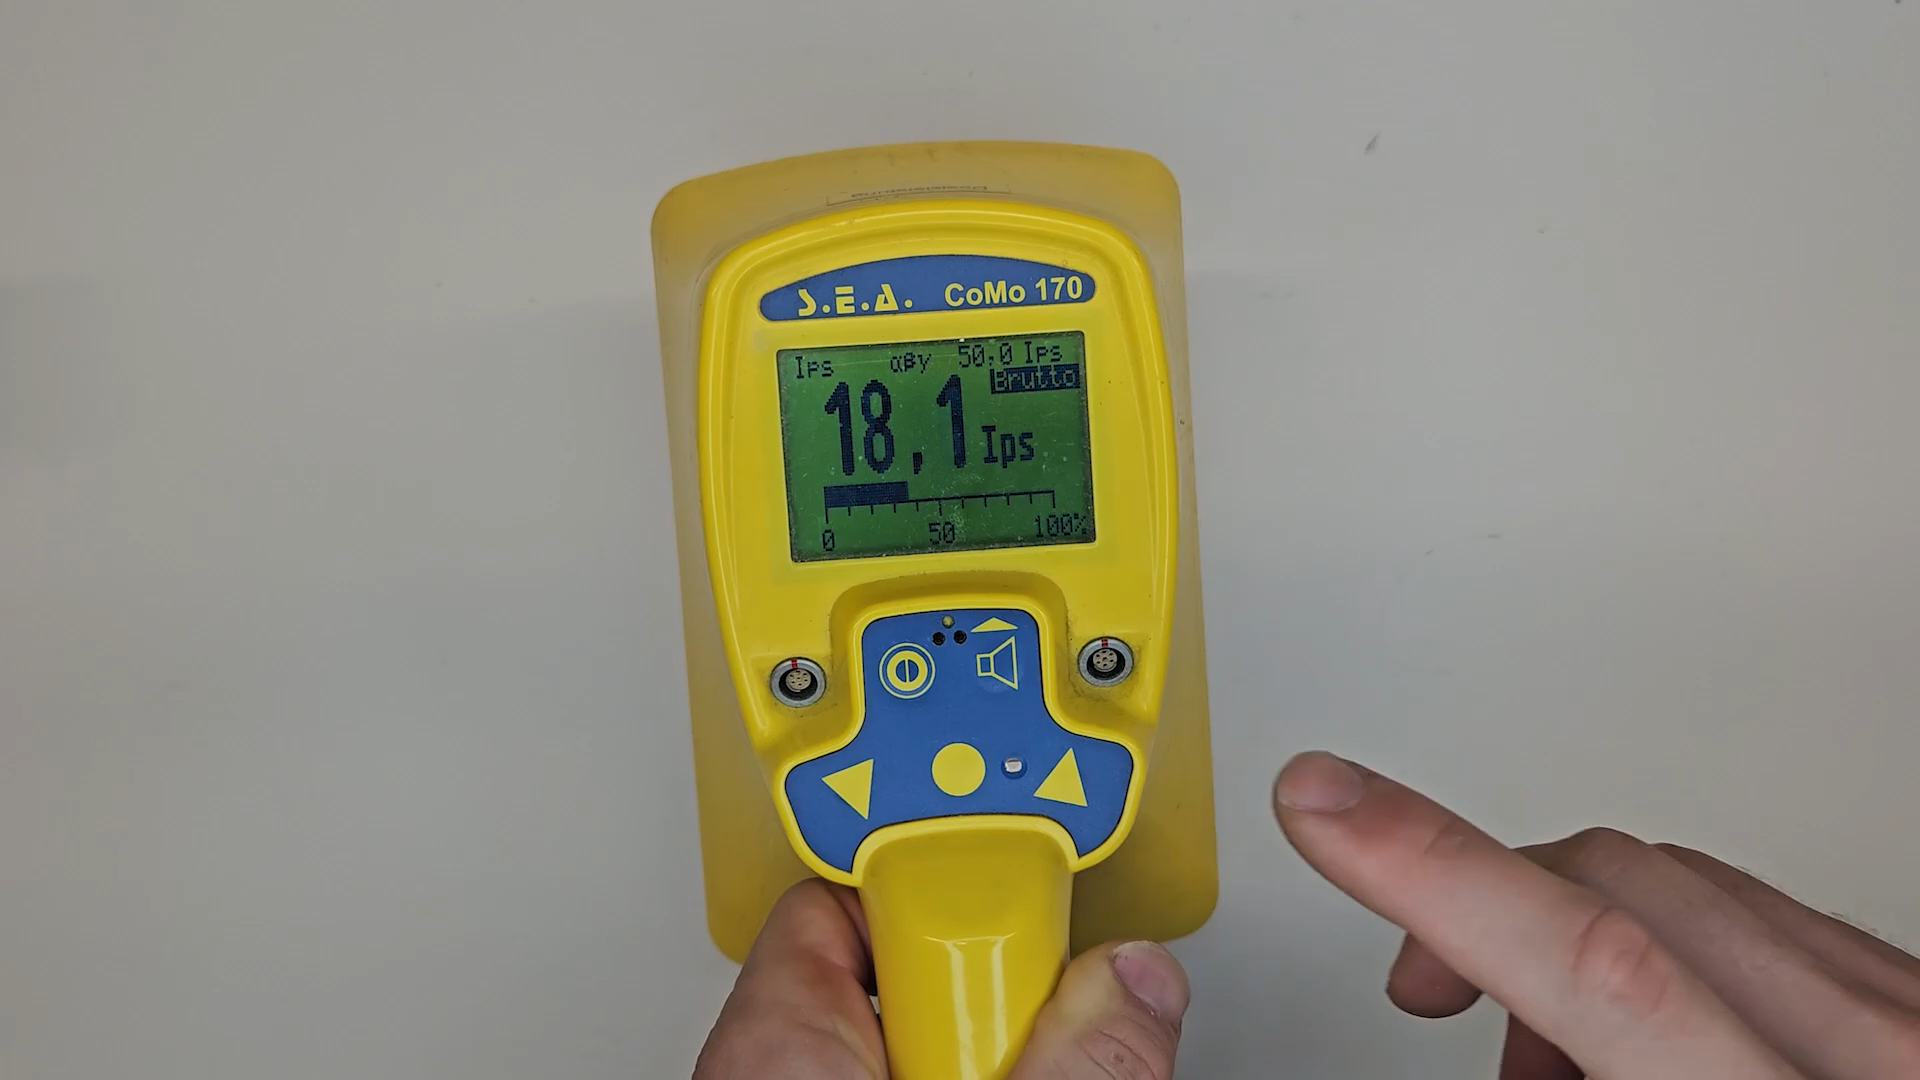 S.E.A. CoMo 170
Ips αβγ 50,0 Ips
Brutto
18,1 Ips
0 50 100%